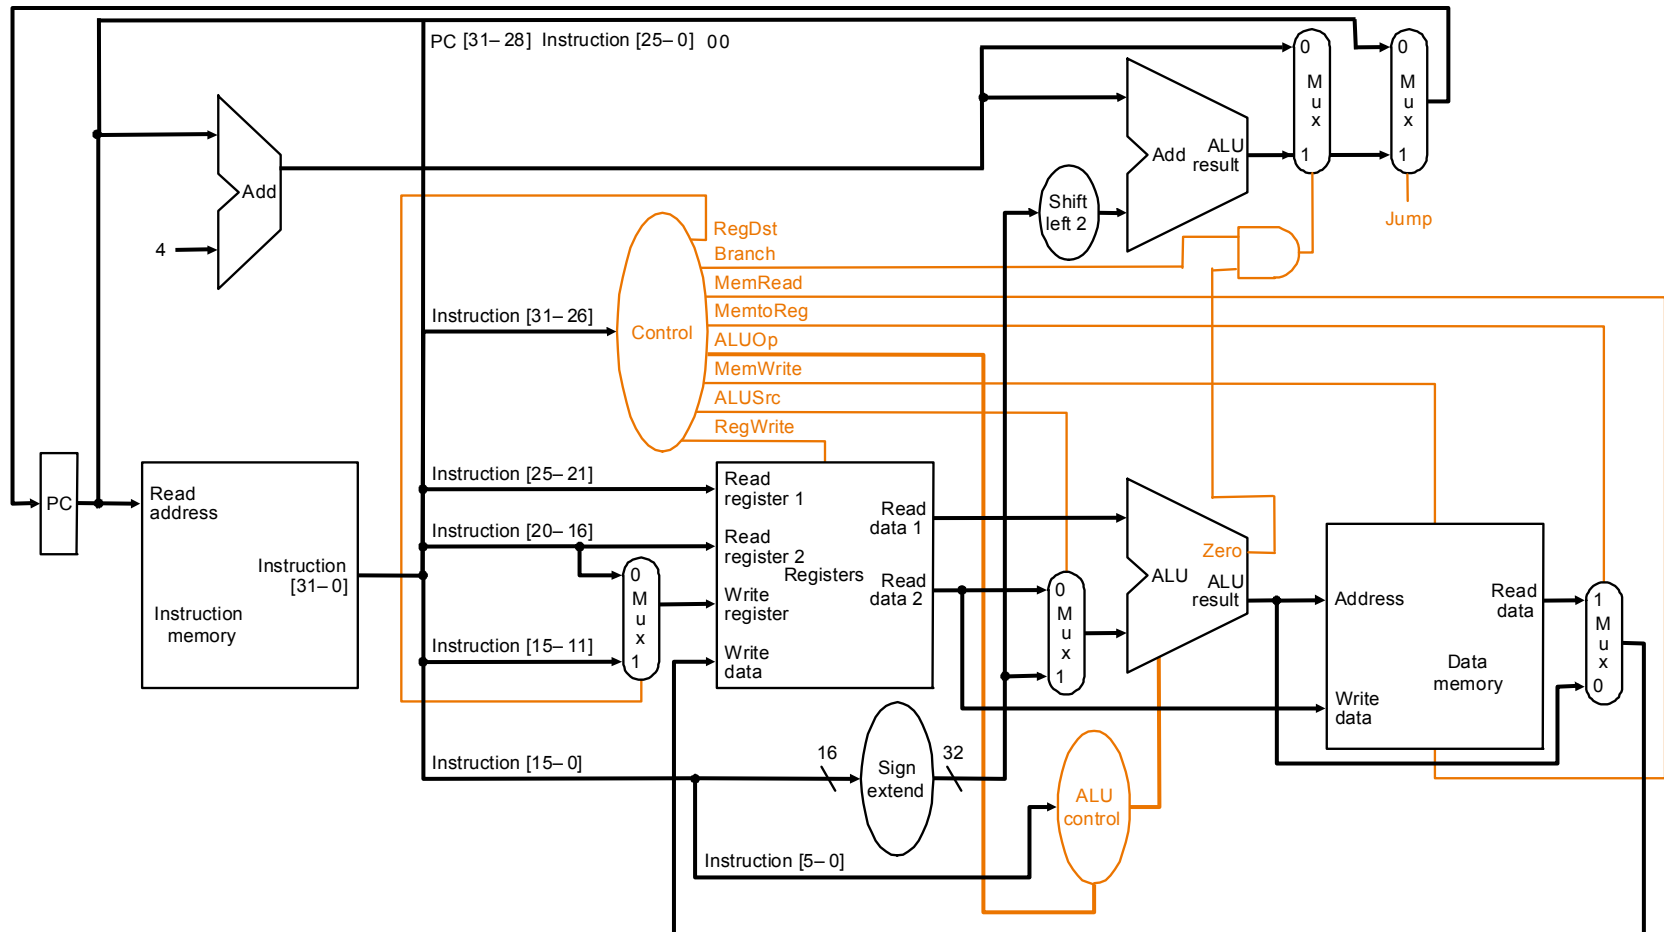 PC [31–28] Instruction [25–0] 00
0
M
u
x
1
0
M
u
x
1
Add
ALU
result
Add
4
Shift
left 2
Jump
RegDst
Branch
MemRead
MemtoReg
ALUOp
MemWrite
ALUSrc
RegWrite
Control
Instruction [31–26]
Instruction [25–21]
Instruction [20–16]
Instruction [15–11]
Instruction [15–0]
Instruction [5–0]
PC
Read
address
Instruction
[31–0]
Instruction
memory
0
M
u
x
1
Read
register 1
Read
register 2
Write
register
Write
data
Registers
Read
data 1
Read
data 2
0
M
u
x
1
Zero
ALU
ALU
result
Address
Write
data
Read
data
Data
memory
1
M
u
x
0
16
Sign
extend
32
ALU
control